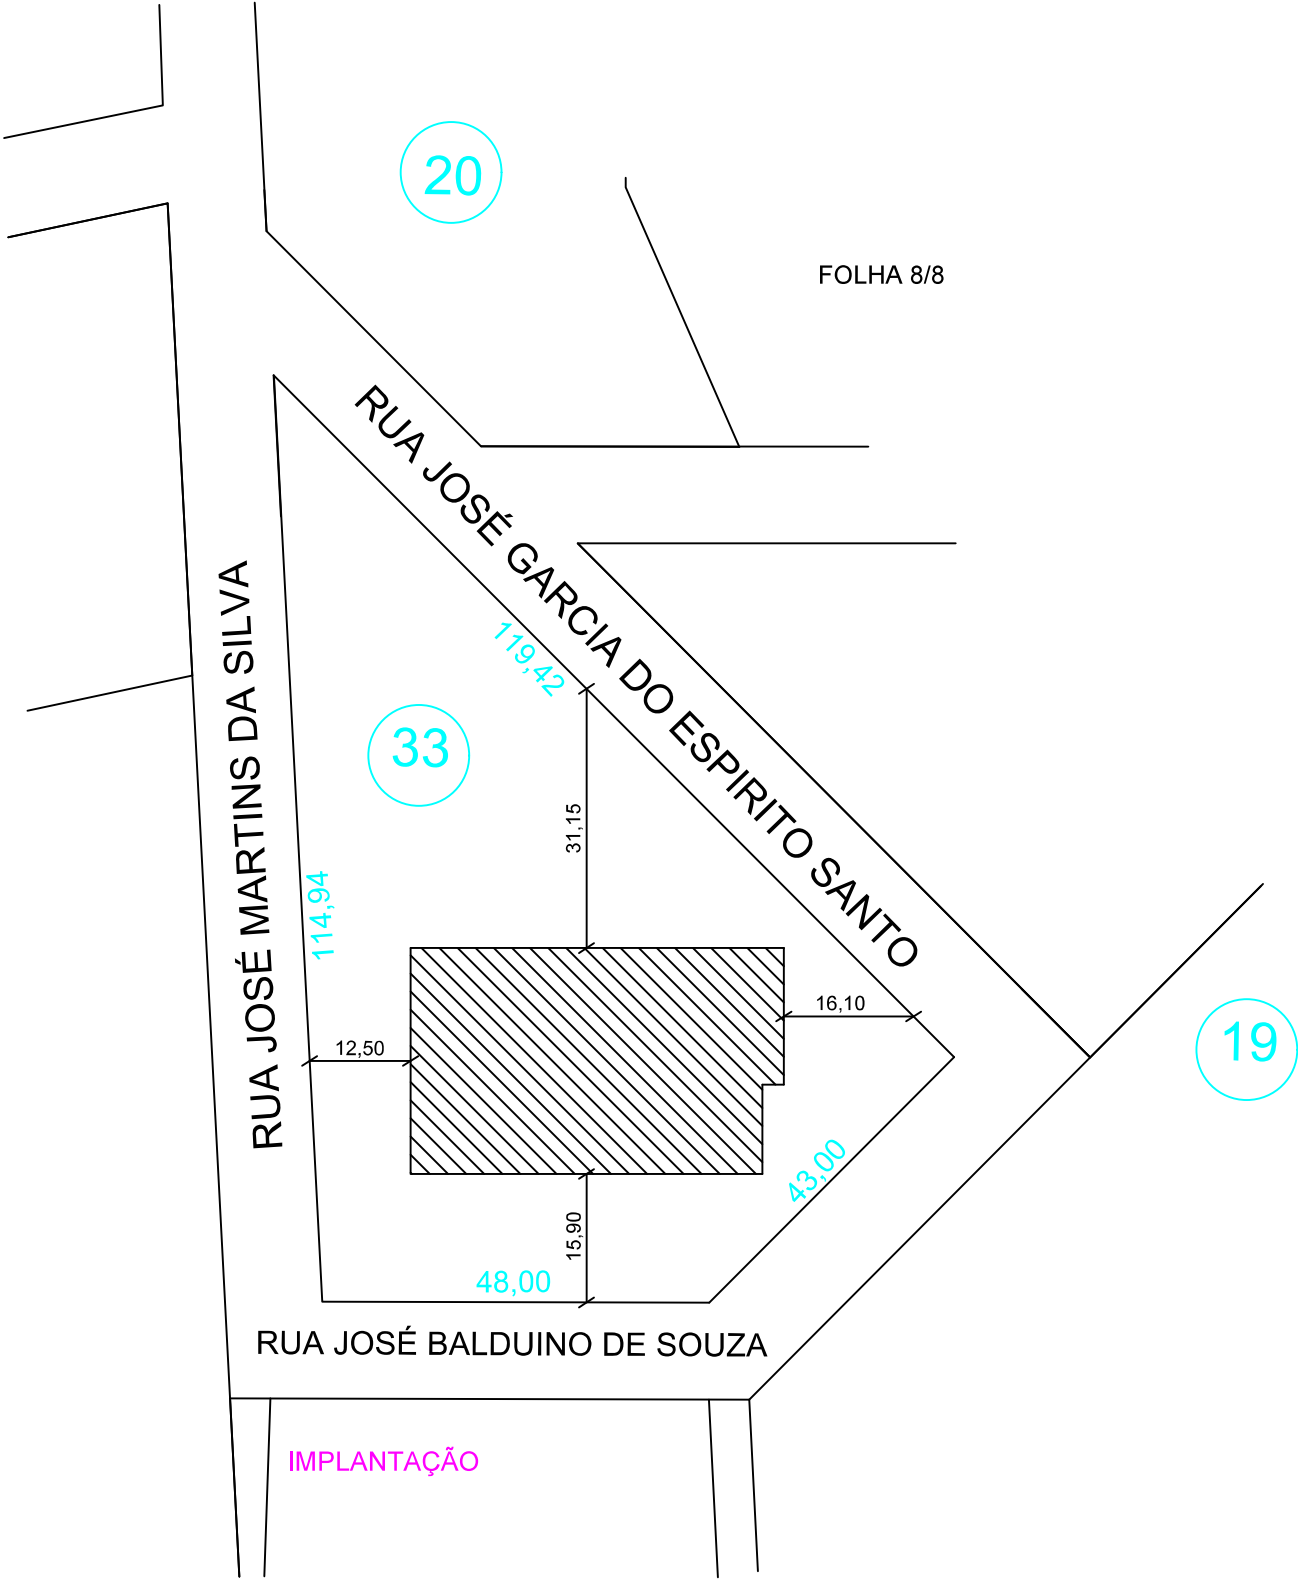 20
FOLHA 8/8
RUA JOSÉ GARCIA DO ESPIRITO SANTO
RUA JOSÉ MARTINS DA SILVA
119,42
33
31,15
114,94
16,10
12,50
19
43,00
15,90
48,00
RUA JOSÉ BALDUINO DE SOUZA
IMPLANTAÇÃO